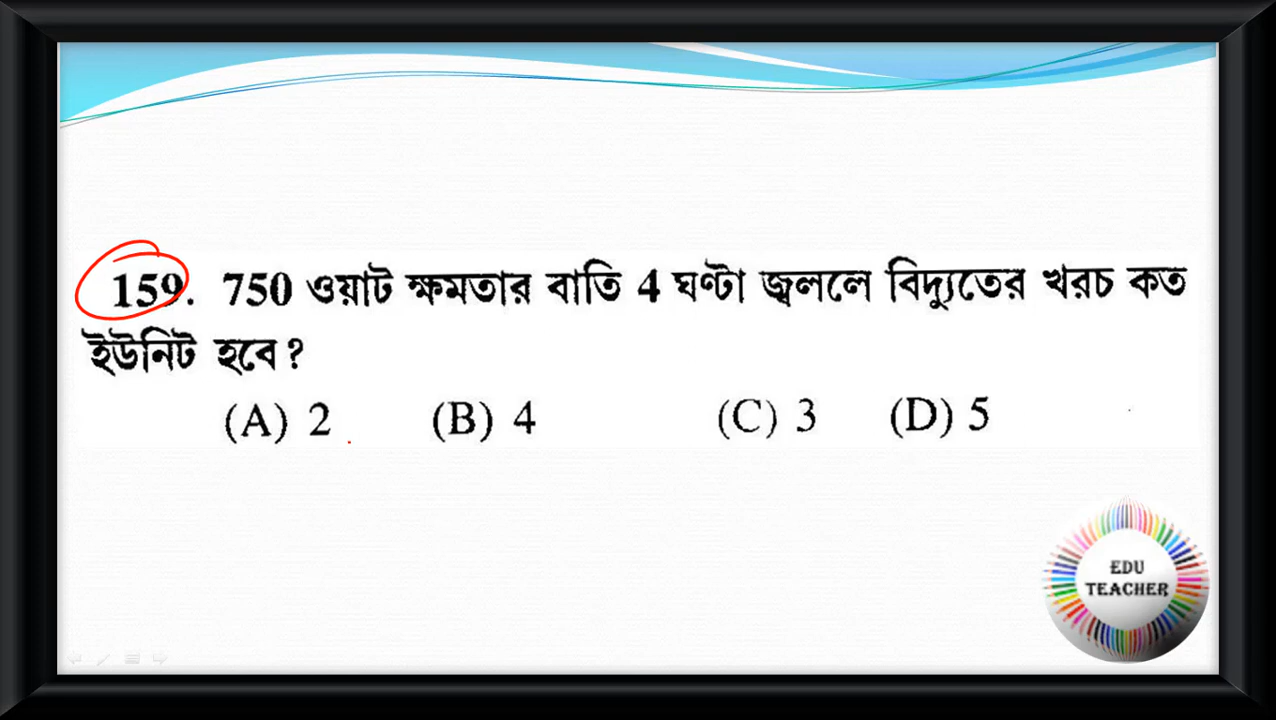 159. 750 ওয়াট ক্ষমতার বাতি 4 ঘণ্টা জ্বললে বিদ্যুতের খরচ কত
ইউনিট হবে?
(A) 2 (B) 4 (C) 3 (D) 5
EDU
TEACHER